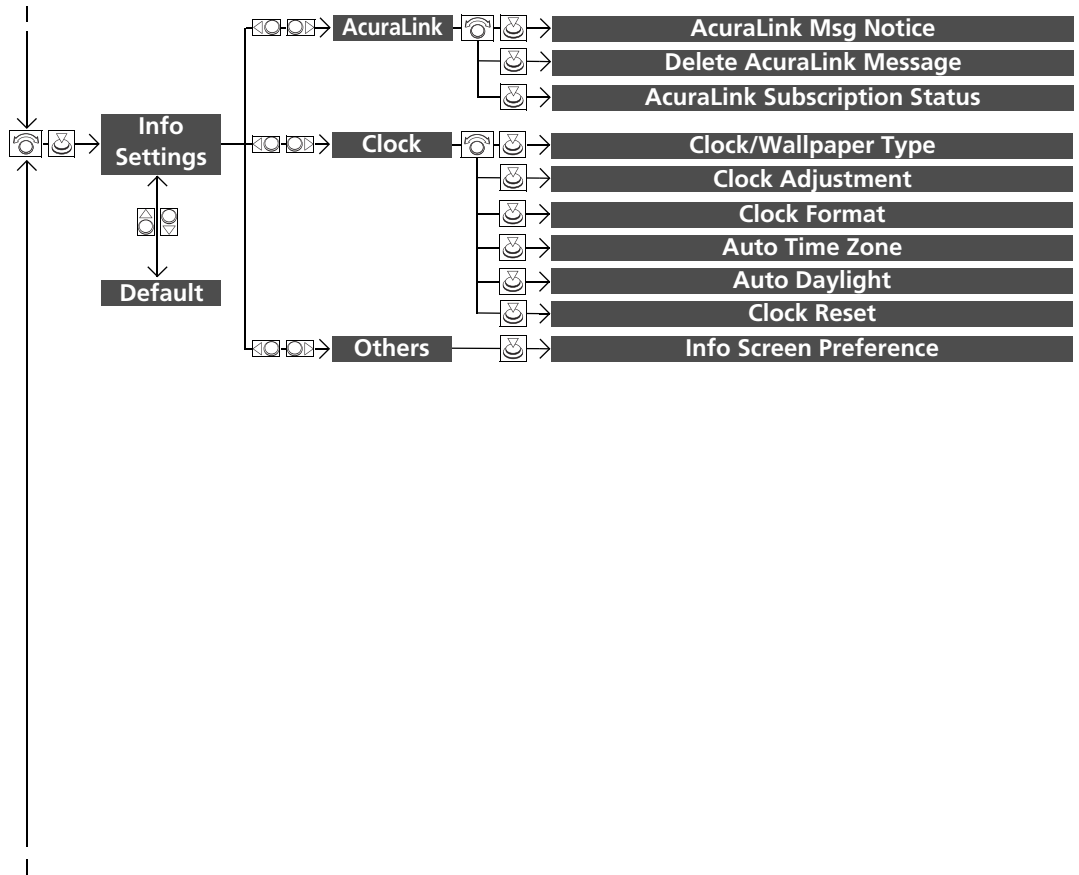 AcuraLink
AcuraLink Msg Notice
Delete AcuraLink Message
AcuraLink Subscription Status
Info
Settings
Clock
Clock/Wallpaper Type
Clock Adjustment
Clock Format
Auto Time Zone
Auto Daylight
Clock Reset
Default
Others
Info Screen Preference